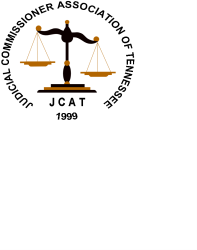 JUDICIAL COMMISSIONER ASSOCIATION OF TENNESSEE
JCAT
1999